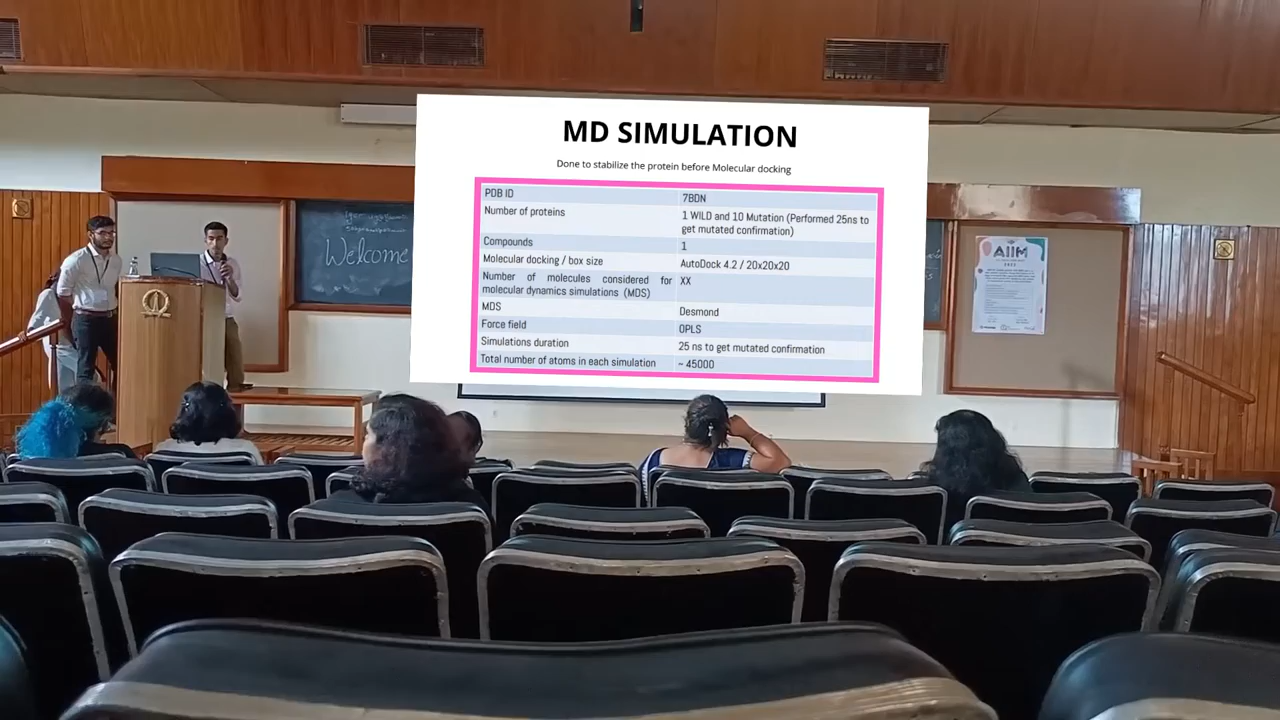 MD SIMULATION
Done to stabilize the protein before Molecular docking
PDB ID 7BDN
Number of proteins 1 WILD and 10 Mutation (Performed 25ns to
get mutated confirmation)
Compounds 1
Molecular docking / box size AutoDock 4.2 / 20x20x20
Number of molecules considered for XX
molecular dynamics simulations (MDS)
MDS Desmond
Force field OPLS
Simulations duration 25 ns to get mutated confirmation
Total number of atoms in each simulation ~ 45000
Welcome
AIIM